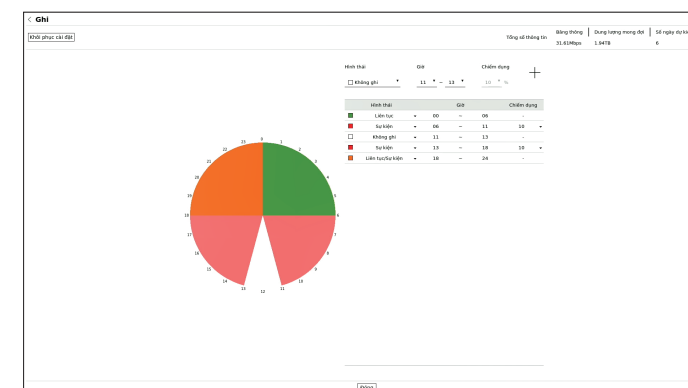 < Ghi
Khôi phục cài đặt
Tổng số thông tin
Băng thông
Dung lượng mong đợi
Số ngày dự ki
31.61Mbps
1.94TB
6
Hình thái
Giờ
Chiếm dụng
Không ghi
11 ~ 13
10 %
Hình thái Giờ Chiếm dụng
Liên tục 00 ~ 06 -
Sự kiện 06 ~ 11 10
Không ghi 11 ~ 13 -
Sự kiện 13 ~ 18 10
Liên tục/Sự kiện 18 ~ 24 -
0
1
2
3
4
5
6
7
8
9
10
11
12
13
14
15
16
17
18
19
20
21
22
23
Đóng